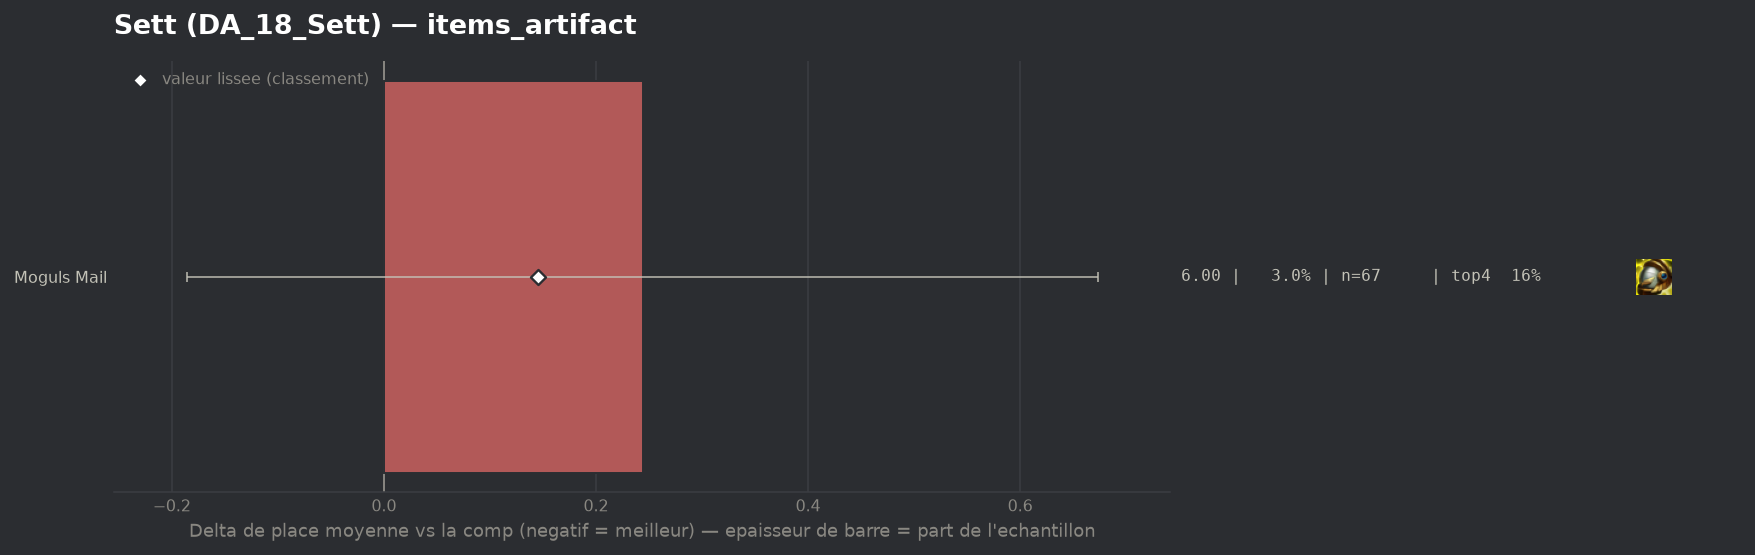 Sett (DA_18_Sett) — items_artifact
valeur lissee (classement)
Moguls Mail
6.00 | 3.0% | n=67 | top4 16%
−0.2 0.0 0.2 0.4 0.6
Delta de place moyenne vs la comp (negatif = meilleur) — epaisseur de barre = part de l'echantillon